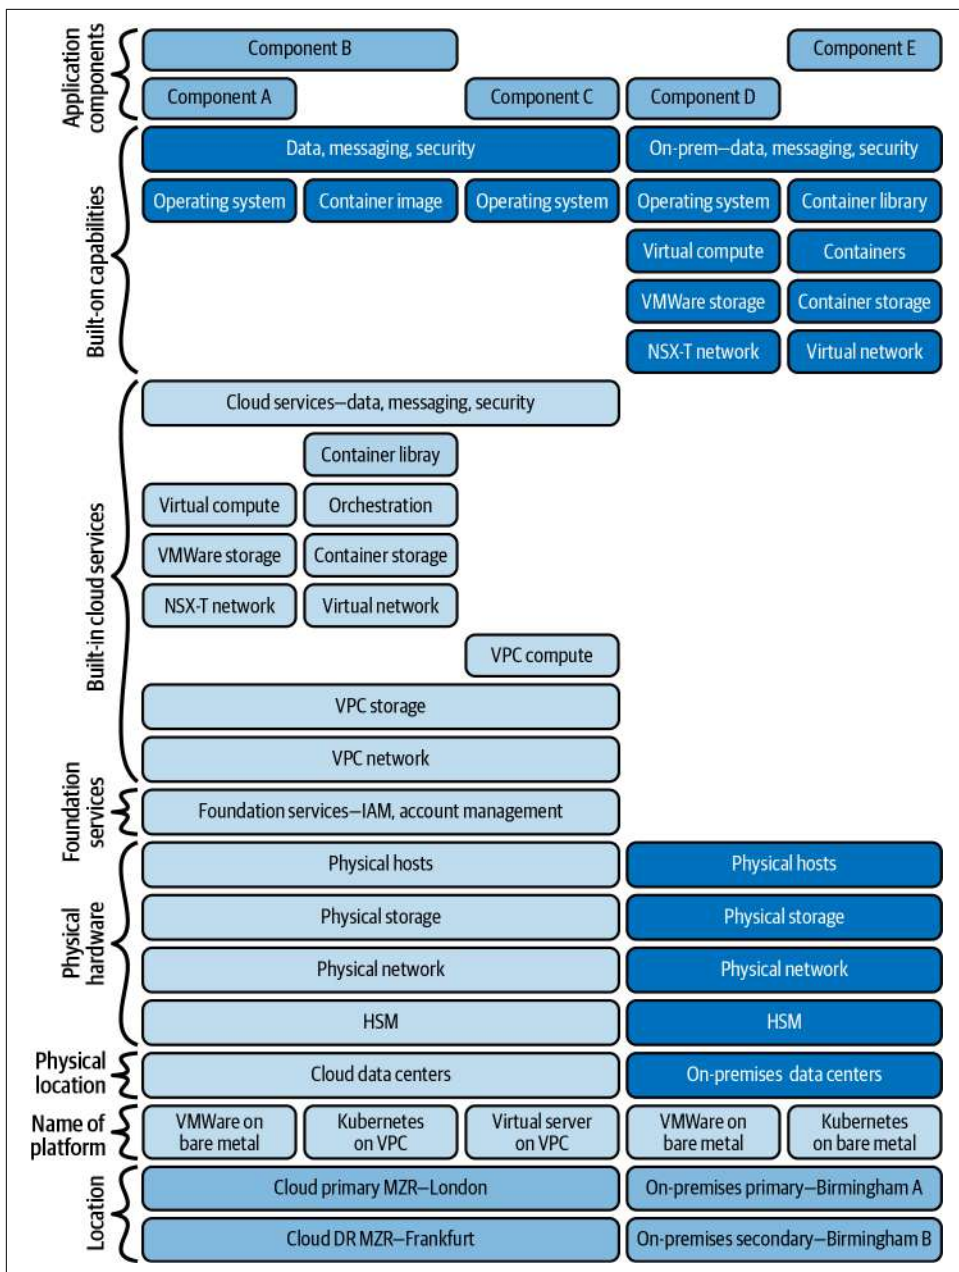 Application
components
Component B
Component E
Component A
Component C
Component D
Built-on capabilities
Data, messaging, security
On-prem—data, messaging, security
Operating system
Container image
Operating system
Operating system
Container library
Virtual compute
Containers
VMWare storage
Container storage
NSX-T network
Virtual network
Built-in cloud services
Cloud services—data, messaging, security
Container libray
Virtual compute
Orchestration
VMWare storage
Container storage
NSX-T network
Virtual network
VPC compute
VPC storage
VPC network
Foundation
services
Foundation services—IAM, account management
Physical
hardware
Physical hosts
Physical hosts
Physical storage
Physical storage
Physical network
Physical network
HSM
HSM
Physical
location
Cloud data centers
On-premises data centers
Name of
platform
VMWare on
bare metal
Kubernetes
on VPC
Virtual server
on VPC
VMWare on
bare metal
Kubernetes
on bare metal
Location
Cloud primary MZR—London
On-premises primary—Birmingham A
Cloud DR MZR—Frankfurt
On-premises secondary—Birmingham B